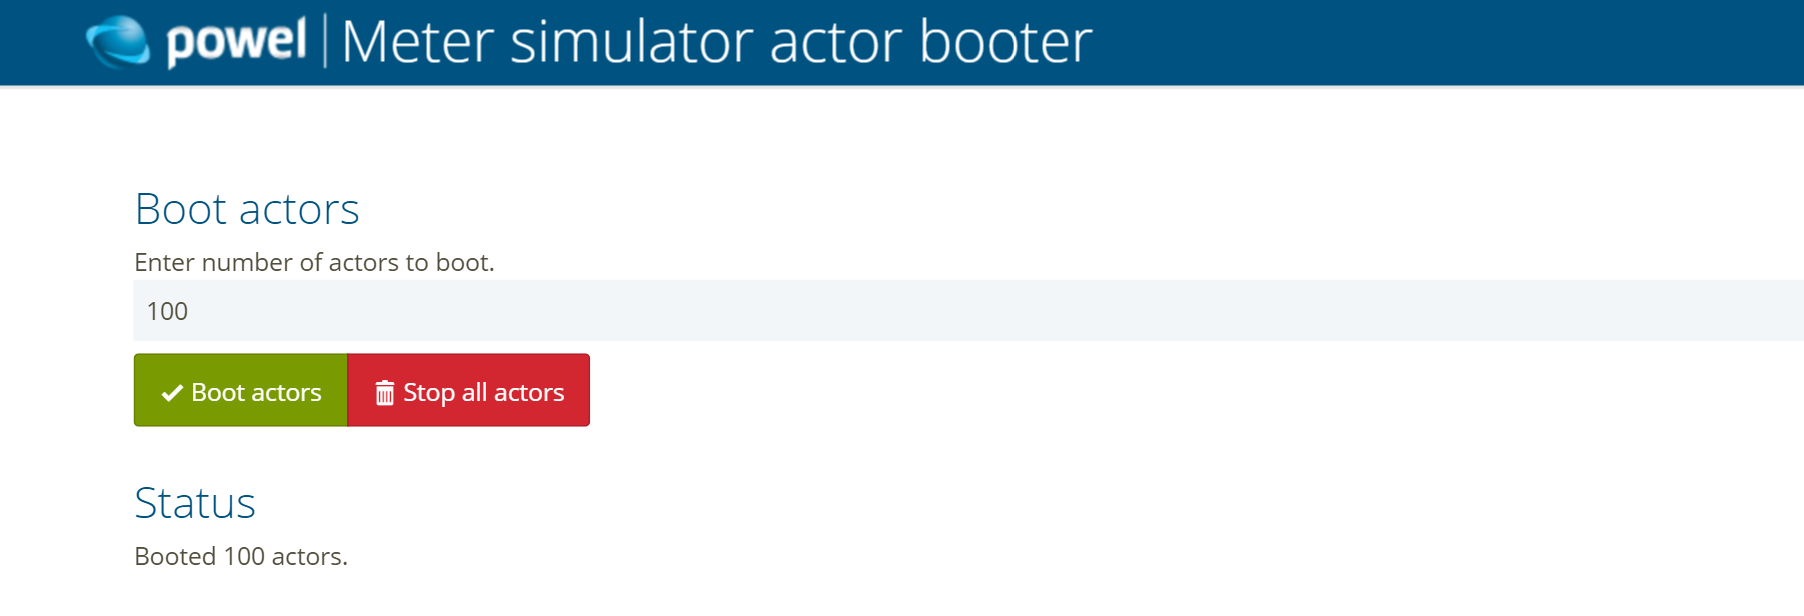 powel | Meter simulator actor booter
Boot actors
Enter number of actors to boot.
100
Boot actors Stop all actors
Status
Booted 100 actors.